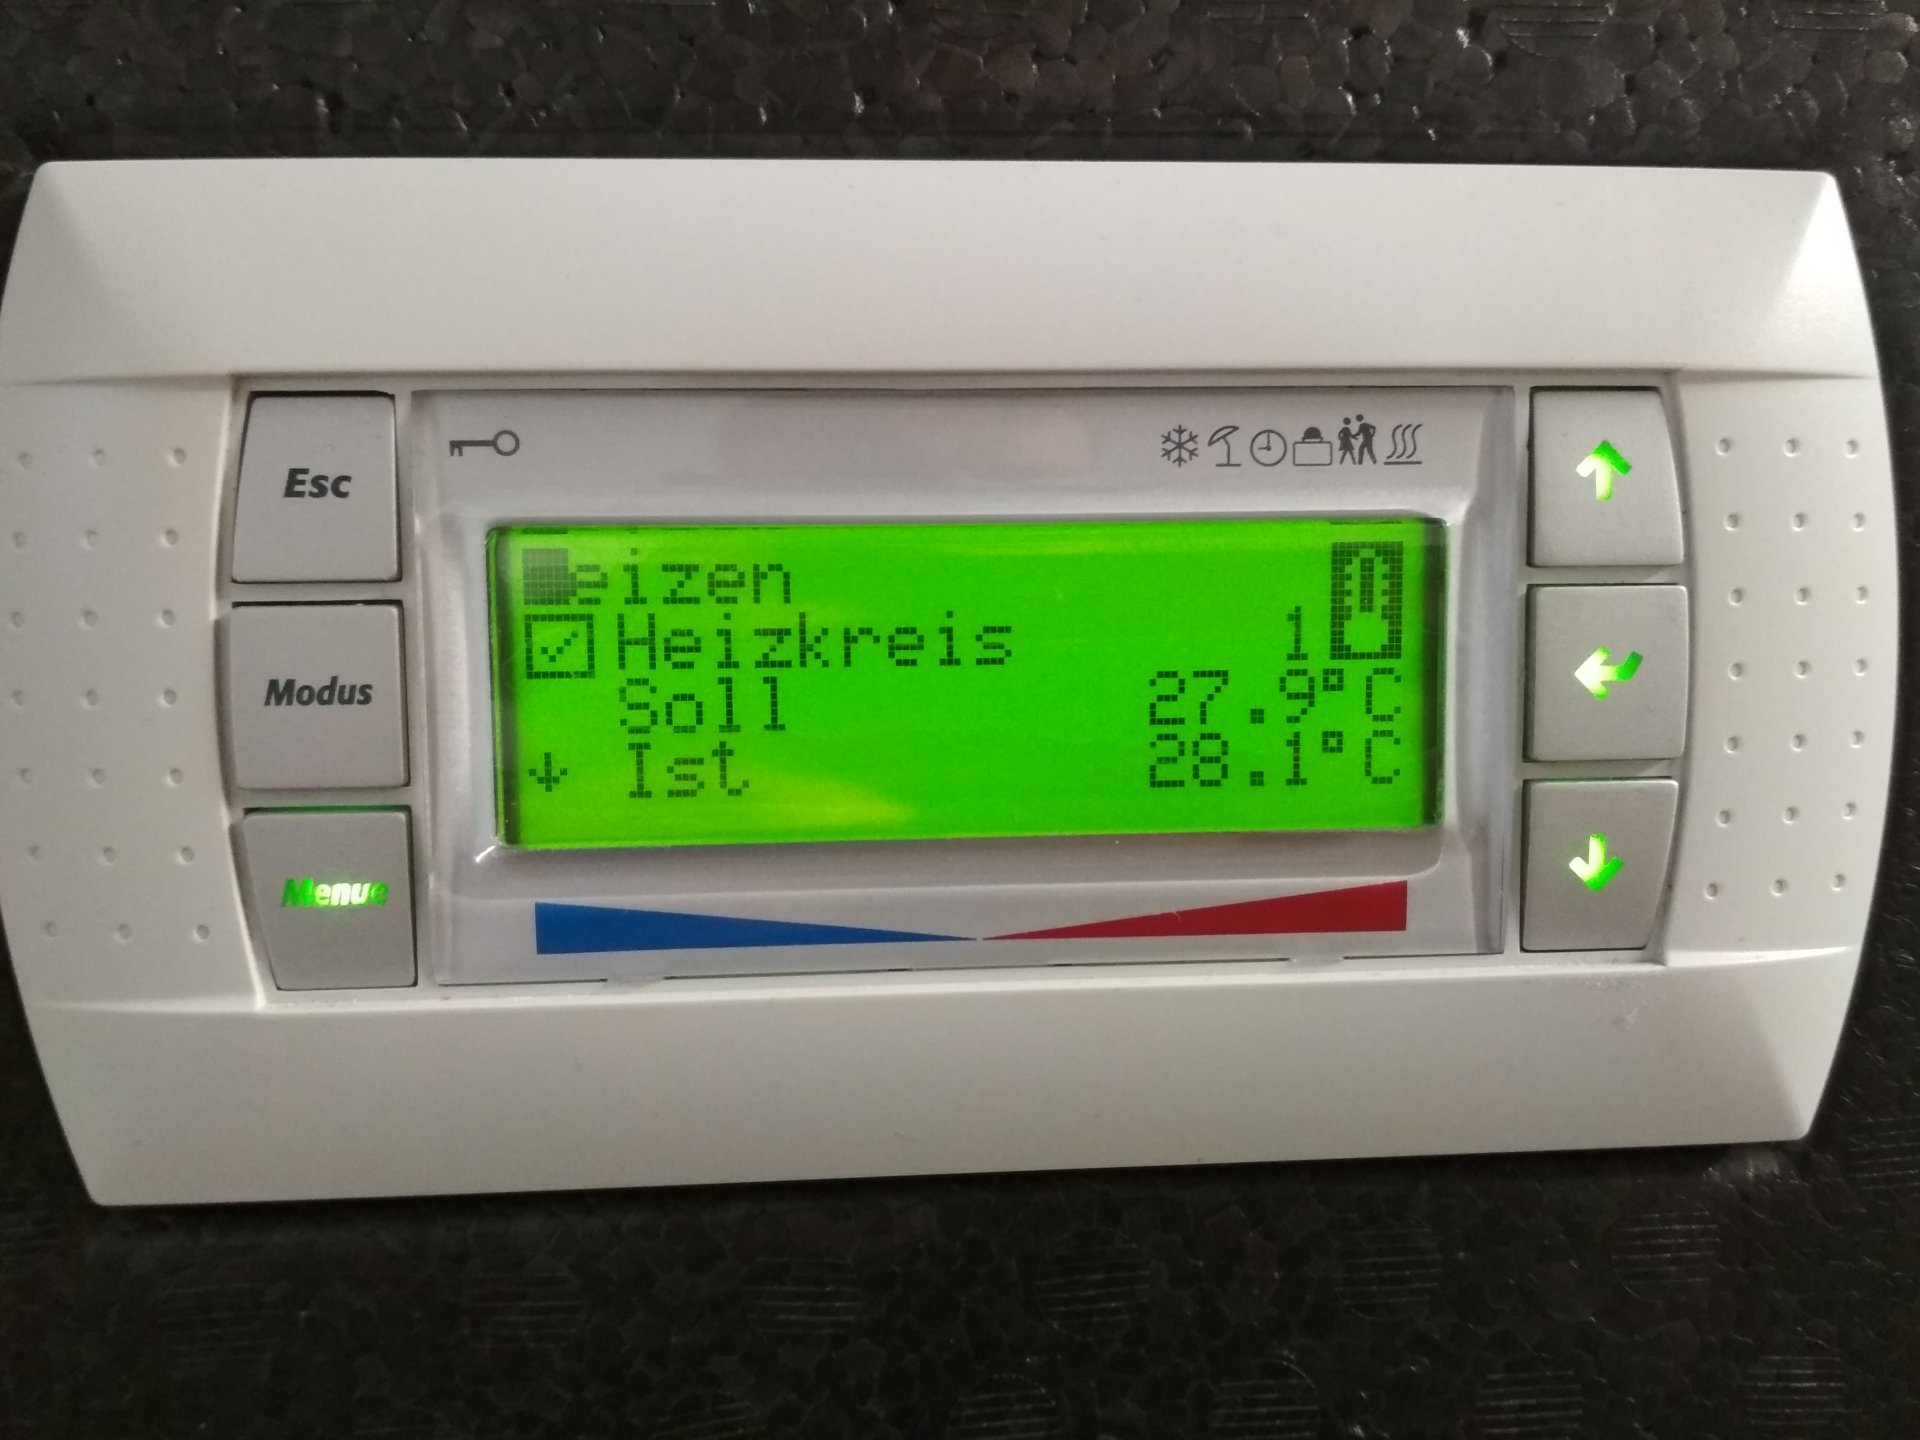 Esc
Modus
Menue
eizen
Heizkreis 1
Soll 27.9°C
Ist 28.1°C